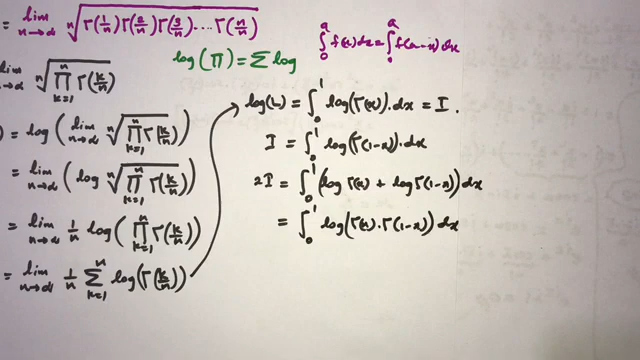 = lim n→∞ ⁿ√(Γ(1/n) Γ(2/n) Γ(3/n) .... Γ(n/n))
∫₀ᵃ f(x)dx = ∫₀ᵃ f(a-x)dx
log(Π) = Σ log
lim n→∞ ⁿ√(∏ₖ₌₁ⁿ Γ(k/n))
) = log(lim n→∞ ⁿ√(∏ₖ₌₁ⁿ Γ(k/n)))
= lim n→∞ (log ⁿ√(∏ₖ₌₁ⁿ Γ(k/n)))
= lim n→∞ 1/n log(∏ₖ₌₁ⁿ Γ(k/n))
= lim n→∞ 1/n Σₖ₌₁ⁿ log(Γ(k/n))
log(L) = ∫₀¹ log(Γ(x)).dx = I.
I = ∫₀¹ log(Γ(1-x)).dx
2I = ∫₀¹ (log Γ(x) + log Γ(1-x))dx
= ∫₀¹ log(Γ(x).Γ(1-x))dx